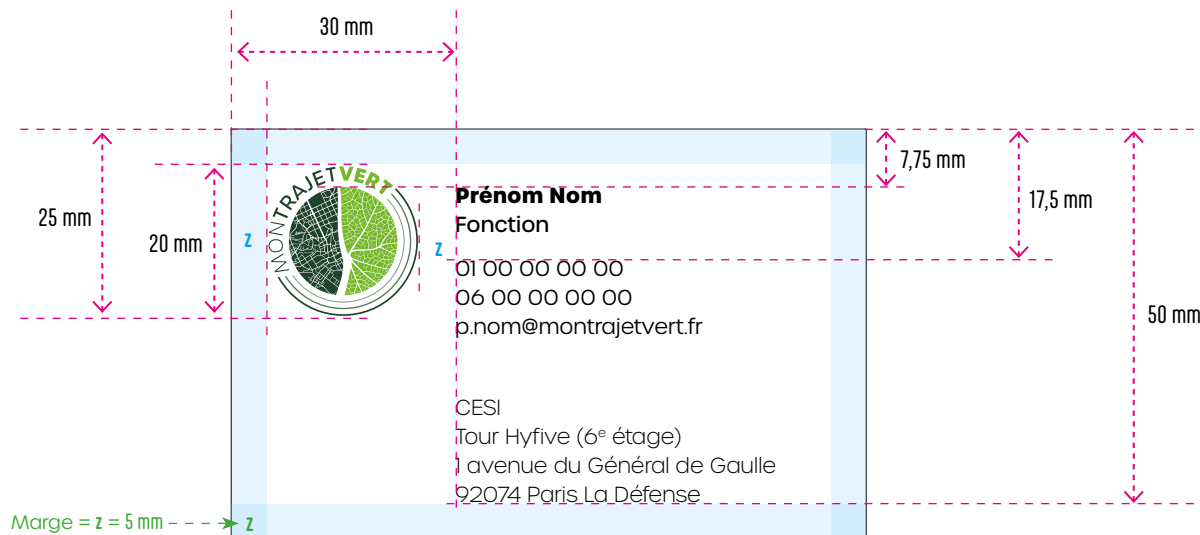 30 mm
7,75 mm
17,5 mm
25 mm
20 mm
50 mm
MONTRAJETVERT
z
z
Prénom Nom
Fonction
01 00 00 00 00
06 00 00 00 00
p.nom@montrajetvert.fr
CESI
Tour Hyfive (6e étage)
1 avenue du Général de Gaulle
92074 Paris La Défense
Marge = z = 5 mm
z